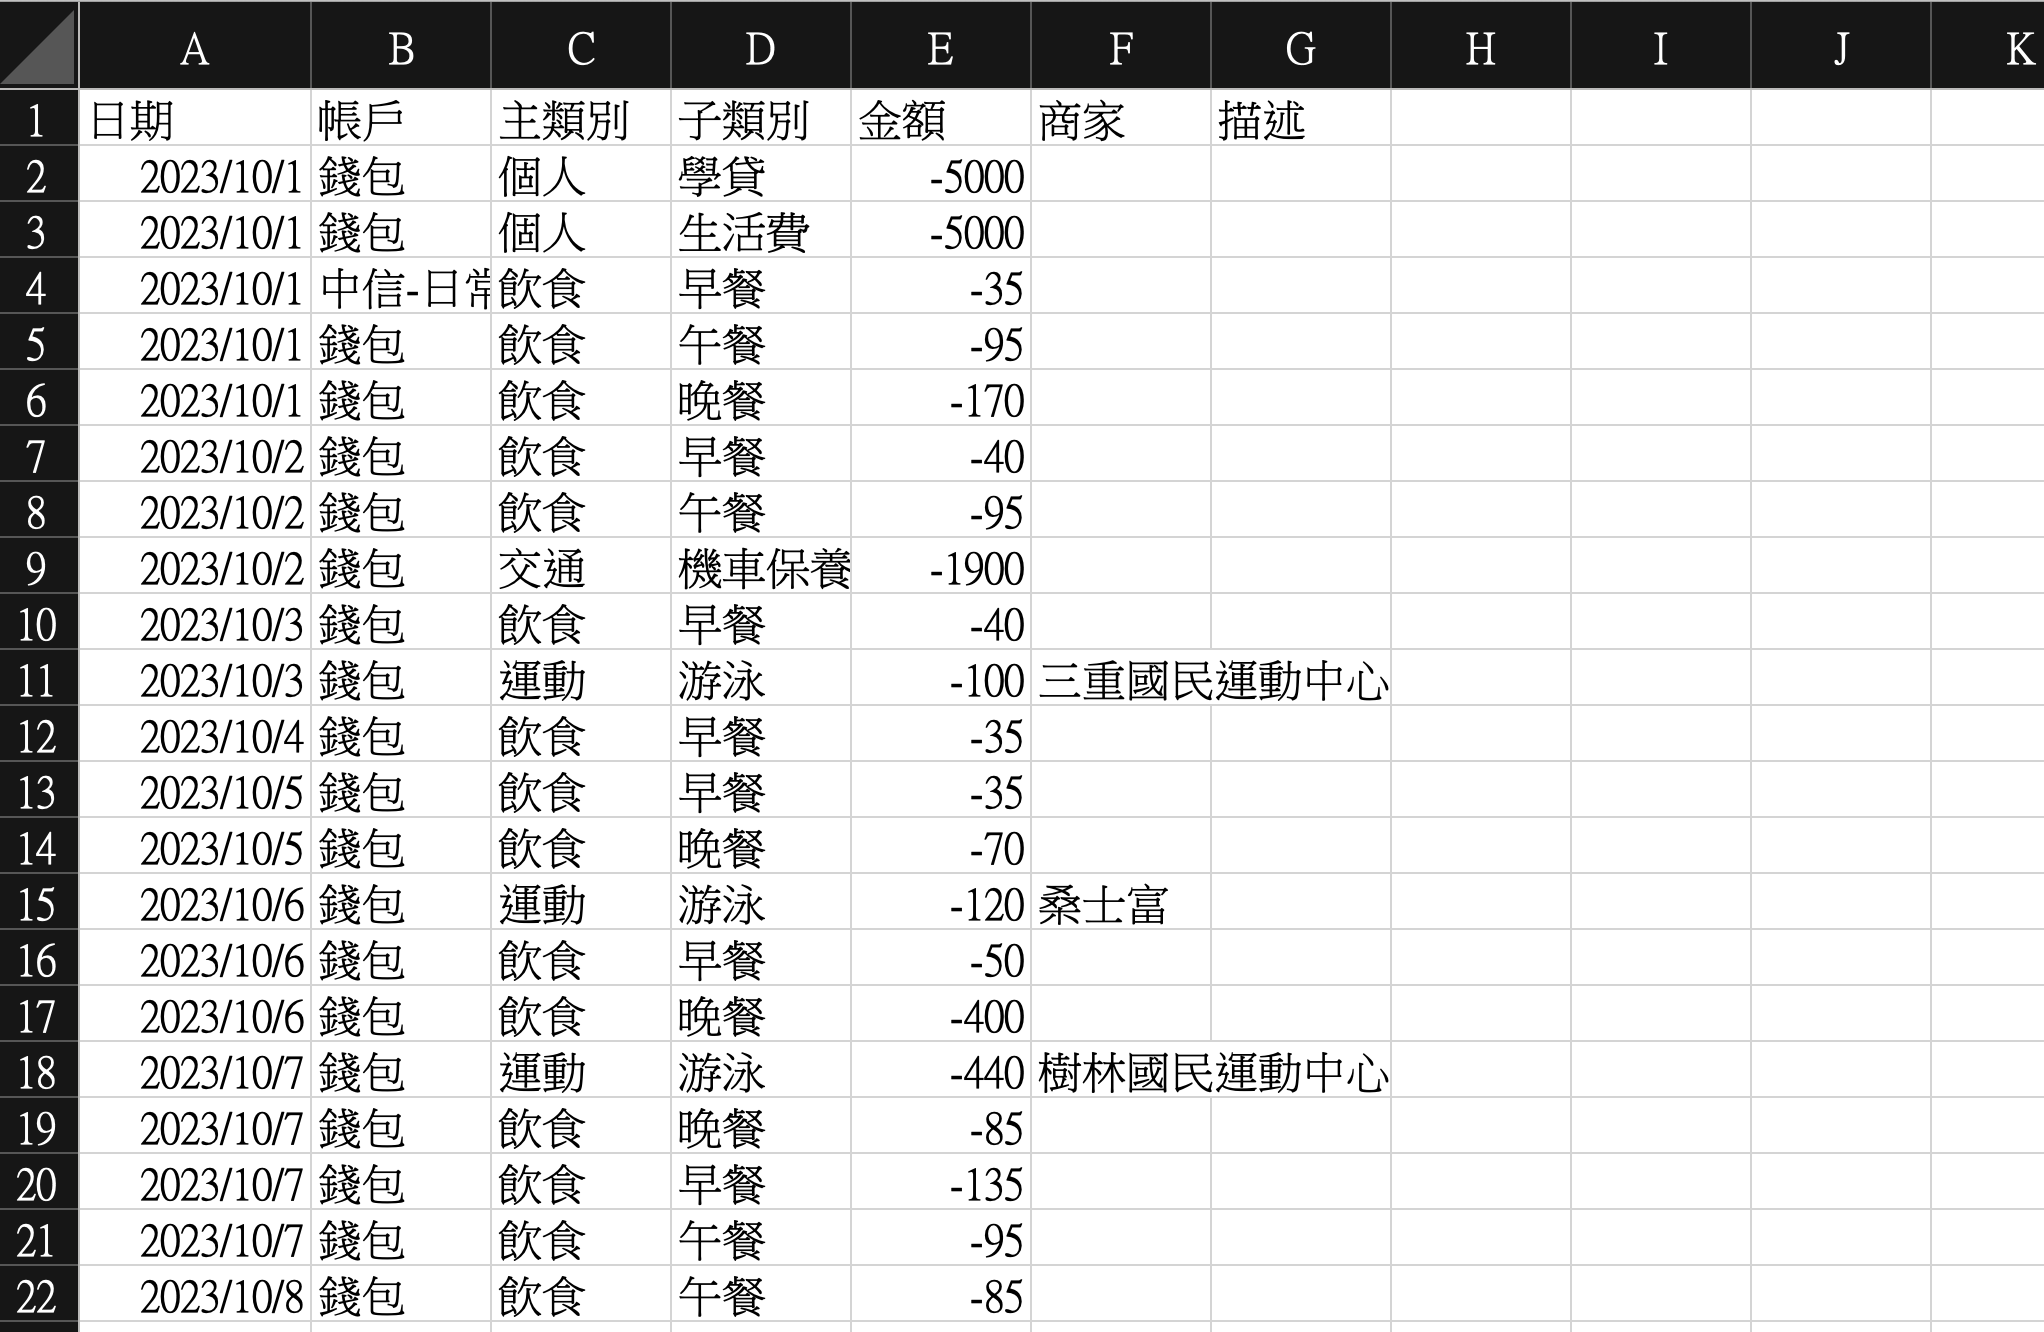 A B C D E F G H I J K
1 日期 帳戶 主類別 子類別 金額 商家 描述
2 2023/10/1 錢包 個人 學貸 -5000
3 2023/10/1 錢包 個人 生活費 -5000
4 2023/10/1 中信-日常 飲食 早餐 -35
5 2023/10/1 錢包 飲食 午餐 -95
6 2023/10/1 錢包 飲食 晚餐 -170
7 2023/10/2 錢包 飲食 早餐 -40
8 2023/10/2 錢包 飲食 午餐 -95
9 2023/10/2 錢包 交通 機車保養 -1900
10 2023/10/3 錢包 飲食 早餐 -40
11 2023/10/3 錢包 運動 游泳 -100 三重國民運動中心
12 2023/10/4 錢包 飲食 早餐 -35
13 2023/10/5 錢包 飲食 早餐 -35
14 2023/10/5 錢包 飲食 晚餐 -70
15 2023/10/6 錢包 運動 游泳 -120 桑士富
16 2023/10/6 錢包 飲食 早餐 -50
17 2023/10/6 錢包 飲食 晚餐 -400
18 2023/10/7 錢包 運動 游泳 -440 樹林國民運動中心
19 2023/10/7 錢包 飲食 晚餐 -85
20 2023/10/7 錢包 飲食 早餐 -135
21 2023/10/7 錢包 飲食 午餐 -95
22 2023/10/8 錢包 飲食 午餐 -85